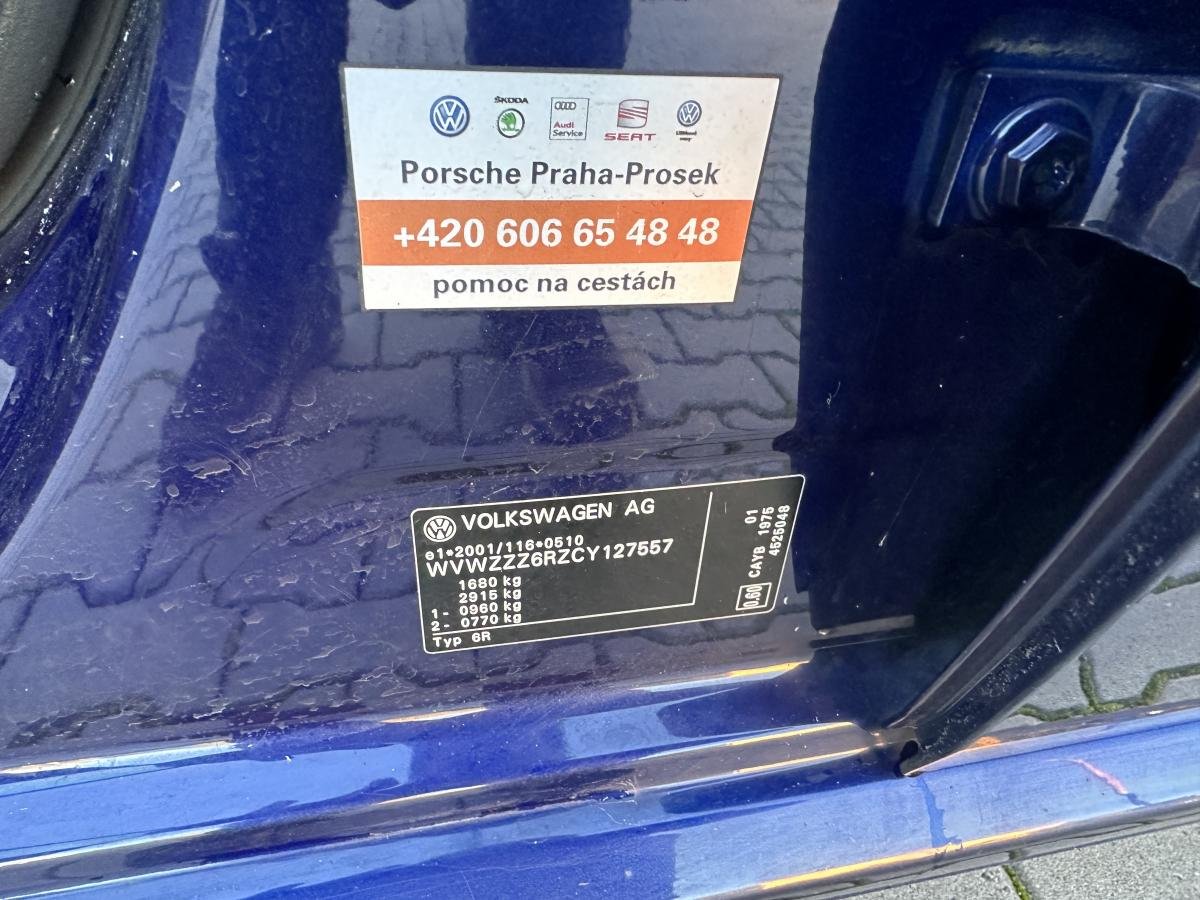 ŠKODA
Audi
Service
SEAT
Porsche Praha-Prosek
+420 606 65 48 48
pomoc na cestách
VOLKSWAGEN AG
e1*2001/116*0510
WVWZZZ6RZCY127557
1680 kg
2915 kg
1- 0960 kg
2- 0770 kg
Typ 6R
01
CAYB 1975
4525048
0.60